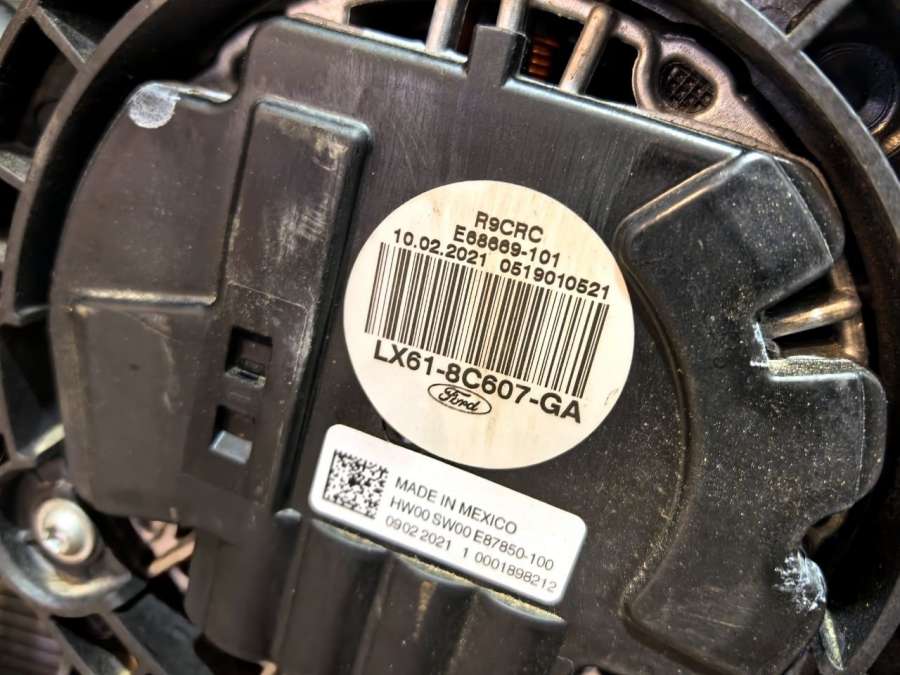 R9CRC
E68669-101
10.02.2021 0519010521
LX61-8C607-GA
Ford
MADE IN MEXICO
HW00 SW00 E87850-100
09022021 1 0001898212